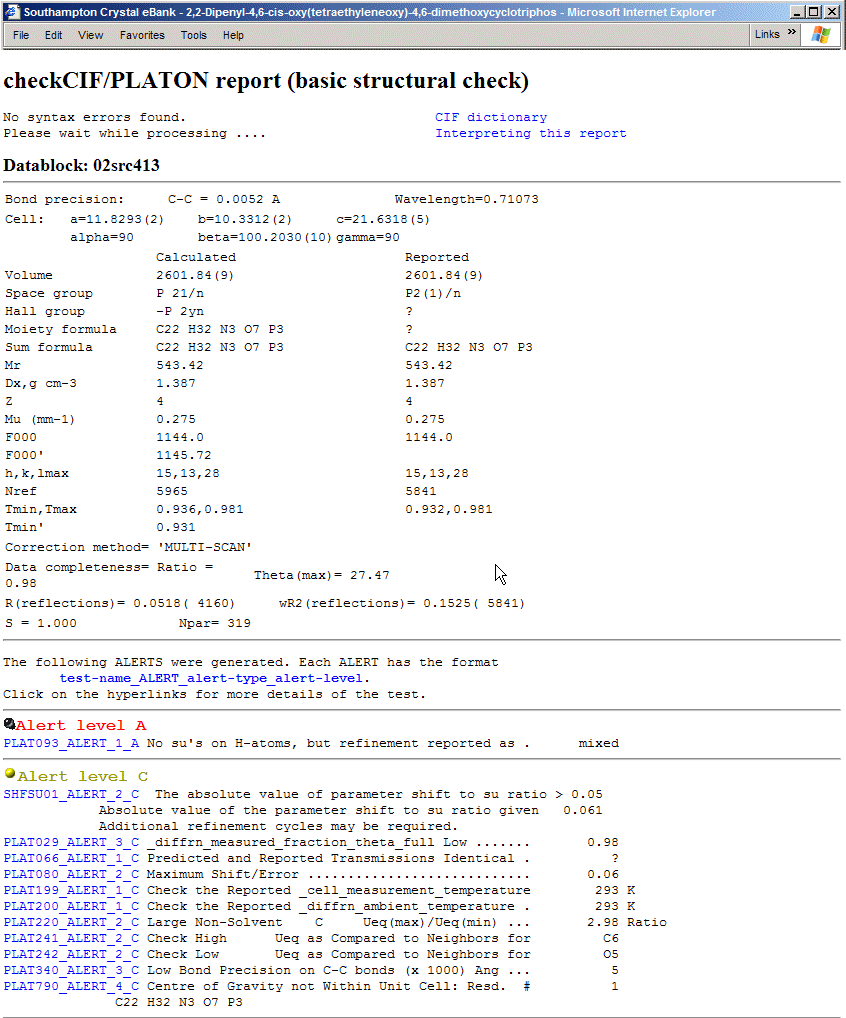 Southampton Crystal eBank - 2,2-Dipenyl-4,6-cis-oxy(tetraethyleneoxy)-4,6-dimethoxycyclotriphos - Microsoft Internet Explorer
File Edit View Favorites Tools Help Links »
checkCIF/PLATON report (basic structural check)
No syntax errors found. CIF dictionary
Please wait while processing .... Interpreting this report
Datablock: 02src413
Bond precision: C-C = 0.0052 A Wavelength=0.71073
Cell: a=11.8293(2) b=10.3312(2) c=21.6318(5)
alpha=90 beta=100.2030(10) gamma=90
Calculated Reported
Volume 2601.84(9) 2601.84(9)
Space group P 21/n P2(1)/n
Hall group -P 2yn ?
Moiety formula C22 H32 N3 O7 P3 ?
Sum formula C22 H32 N3 O7 P3 C22 H32 N3 O7 P3
Mr 543.42 543.42
Dx,g cm-3 1.387 1.387
Z 4 4
Mu (mm-1) 0.275 0.275
F000 1144.0 1144.0
F000' 1145.72
h,k,lmax 15,13,28 15,13,28
Nref 5965 5841
Tmin,Tmax 0.936,0.981 0.932,0.981
Tmin' 0.931
Correction method= 'MULTI-SCAN'
Data completeness= Ratio =
0.98 Theta(max)= 27.47
R(reflections)= 0.0518( 4160) wR2(reflections)= 0.1525( 5841)
S = 1.000 Npar= 319
The following ALERTS were generated. Each ALERT has the format
test-name_ALERT_alert-type_alert-level.
Click on the hyperlinks for more details of the test.
Alert level A
PLAT093_ALERT_1_A No su's on H-atoms, but refinement reported as . mixed
Alert level C
SHFSU01_ALERT_2_C The absolute value of parameter shift to su ratio > 0.05
Absolute value of the parameter shift to su ratio given 0.061
Additional refinement cycles may be required.
PLAT029_ALERT_3_C _diffrn_measured_fraction_theta_full Low ....... 0.98
PLAT066_ALERT_1_C Predicted and Reported Transmissions Identical . ?
PLAT080_ALERT_2_C Maximum Shift/Error ............................ 0.06
PLAT199_ALERT_1_C Check the Reported _cell_measurement_temperature 293 K
PLAT200_ALERT_1_C Check the Reported _diffrn_ambient_temperature . 293 K
PLAT220_ALERT_2_C Large Non-Solvent C Ueq(max)/Ueq(min) ... 2.98 Ratio
PLAT241_ALERT_2_C Check High Ueq as Compared to Neighbors for C6
PLAT242_ALERT_2_C Check Low Ueq as Compared to Neighbors for O5
PLAT340_ALERT_3_C Low Bond Precision on C-C bonds (x 1000) Ang ... 5
PLAT790_ALERT_4_C Centre of Gravity not Within Unit Cell: Resd. # 1
C22 H32 N3 O7 P3